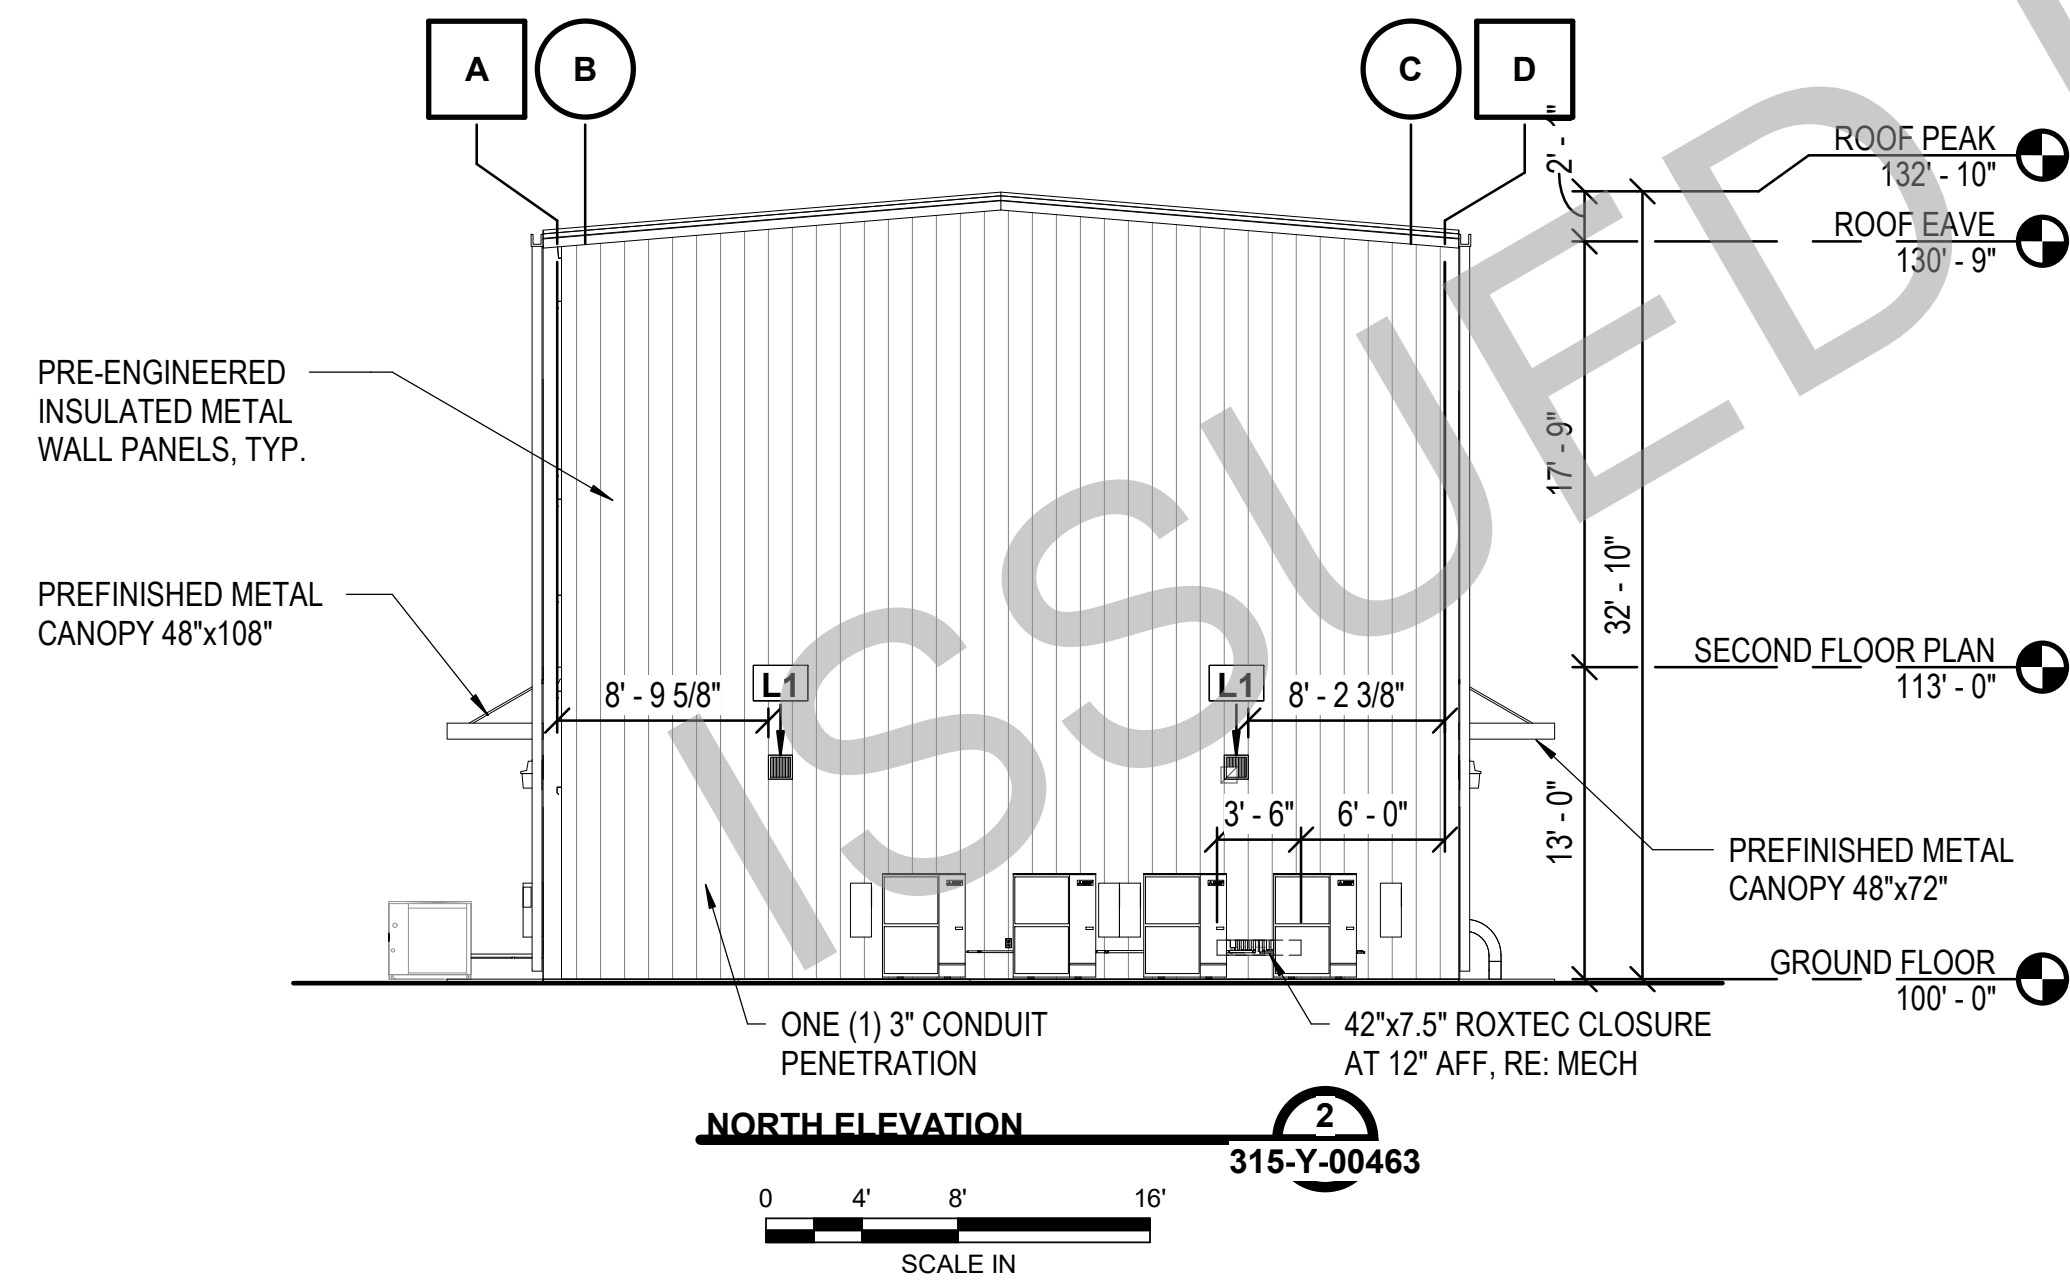 A
B
C
D
ROOF PEAK
132' - 10"
2' - 1"
ROOF EAVE
130' - 9"
PRE-ENGINEERED
INSULATED METAL
WALL PANELS, TYP.
17' - 9"
32' - 10"
PREFINISHED METAL
CANOPY 48"x108"
SECOND FLOOR PLAN
113' - 0"
8' - 9 5/8"
L1
L1
8' - 2 3/8"
3' - 6"
6' - 0"
13' - 0"
PREFINISHED METAL
CANOPY 48"x72"
GROUND FLOOR
100' - 0"
ONE (1) 3" CONDUIT
PENETRATION
42"x7.5" ROXTEC CLOSURE
AT 12" AFF, RE: MECH
NORTH ELEVATION
2
315-Y-00463
0 4' 8' 16'
SCALE IN
ISSUED